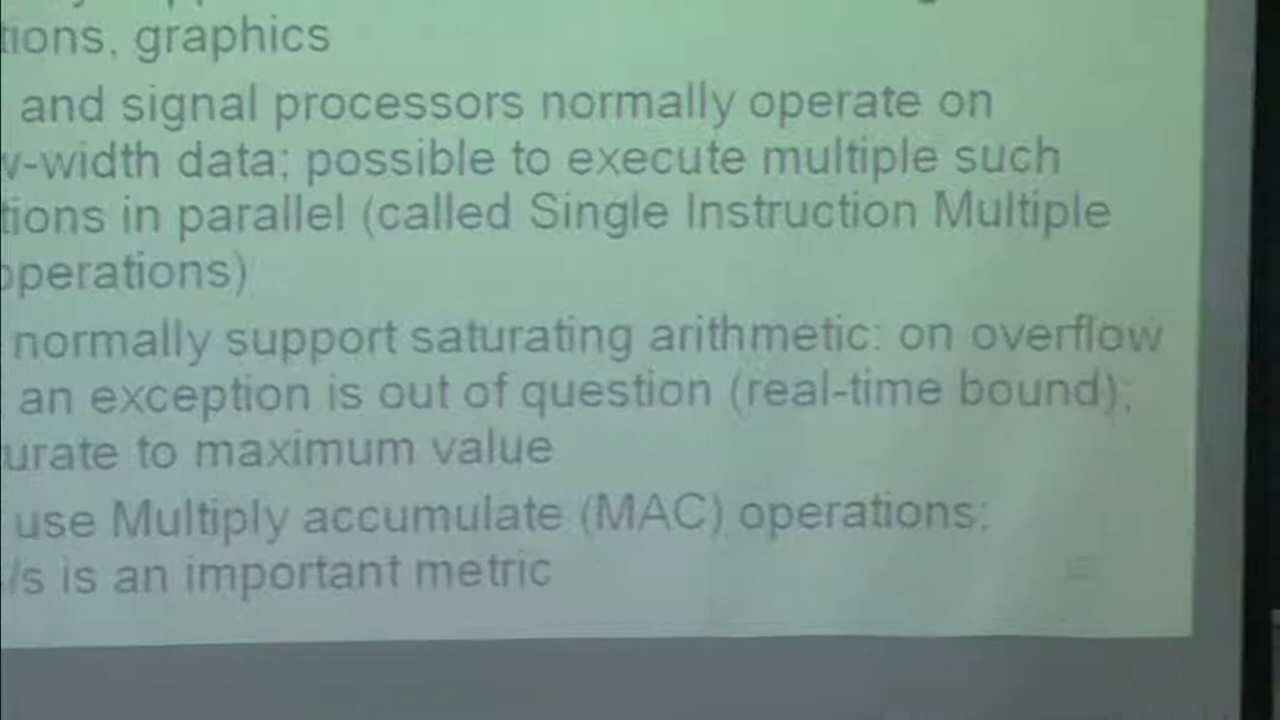 tions, graphics
and signal processors normally operate on
w-width data; possible to execute multiple such
tions in parallel (called Single Instruction Multiple
operations)
normally support saturating arithmetic: on overflow
an exception is out of question (real-time bound);
urate to maximum value
use Multiply accumulate (MAC) operations:
/s is an important metric